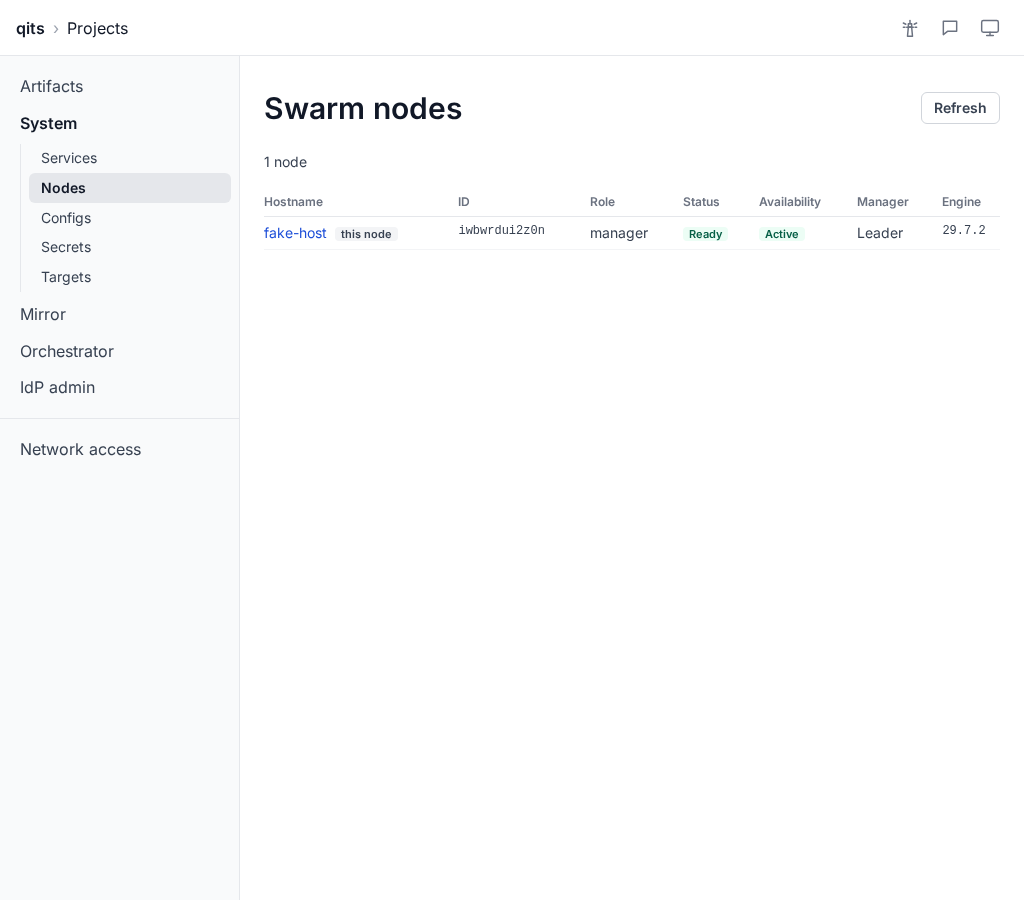 qits › Projects
Artifacts
System
Services
Nodes
Configs
Secrets
Targets
Mirror
Orchestrator
IdP admin
Network access
Swarm nodes
Refresh
1 node
Hostname ID Role Status Availability Manager Engine
fake-host this node iwbwrdui2z0n manager Ready Active Leader 29.7.2